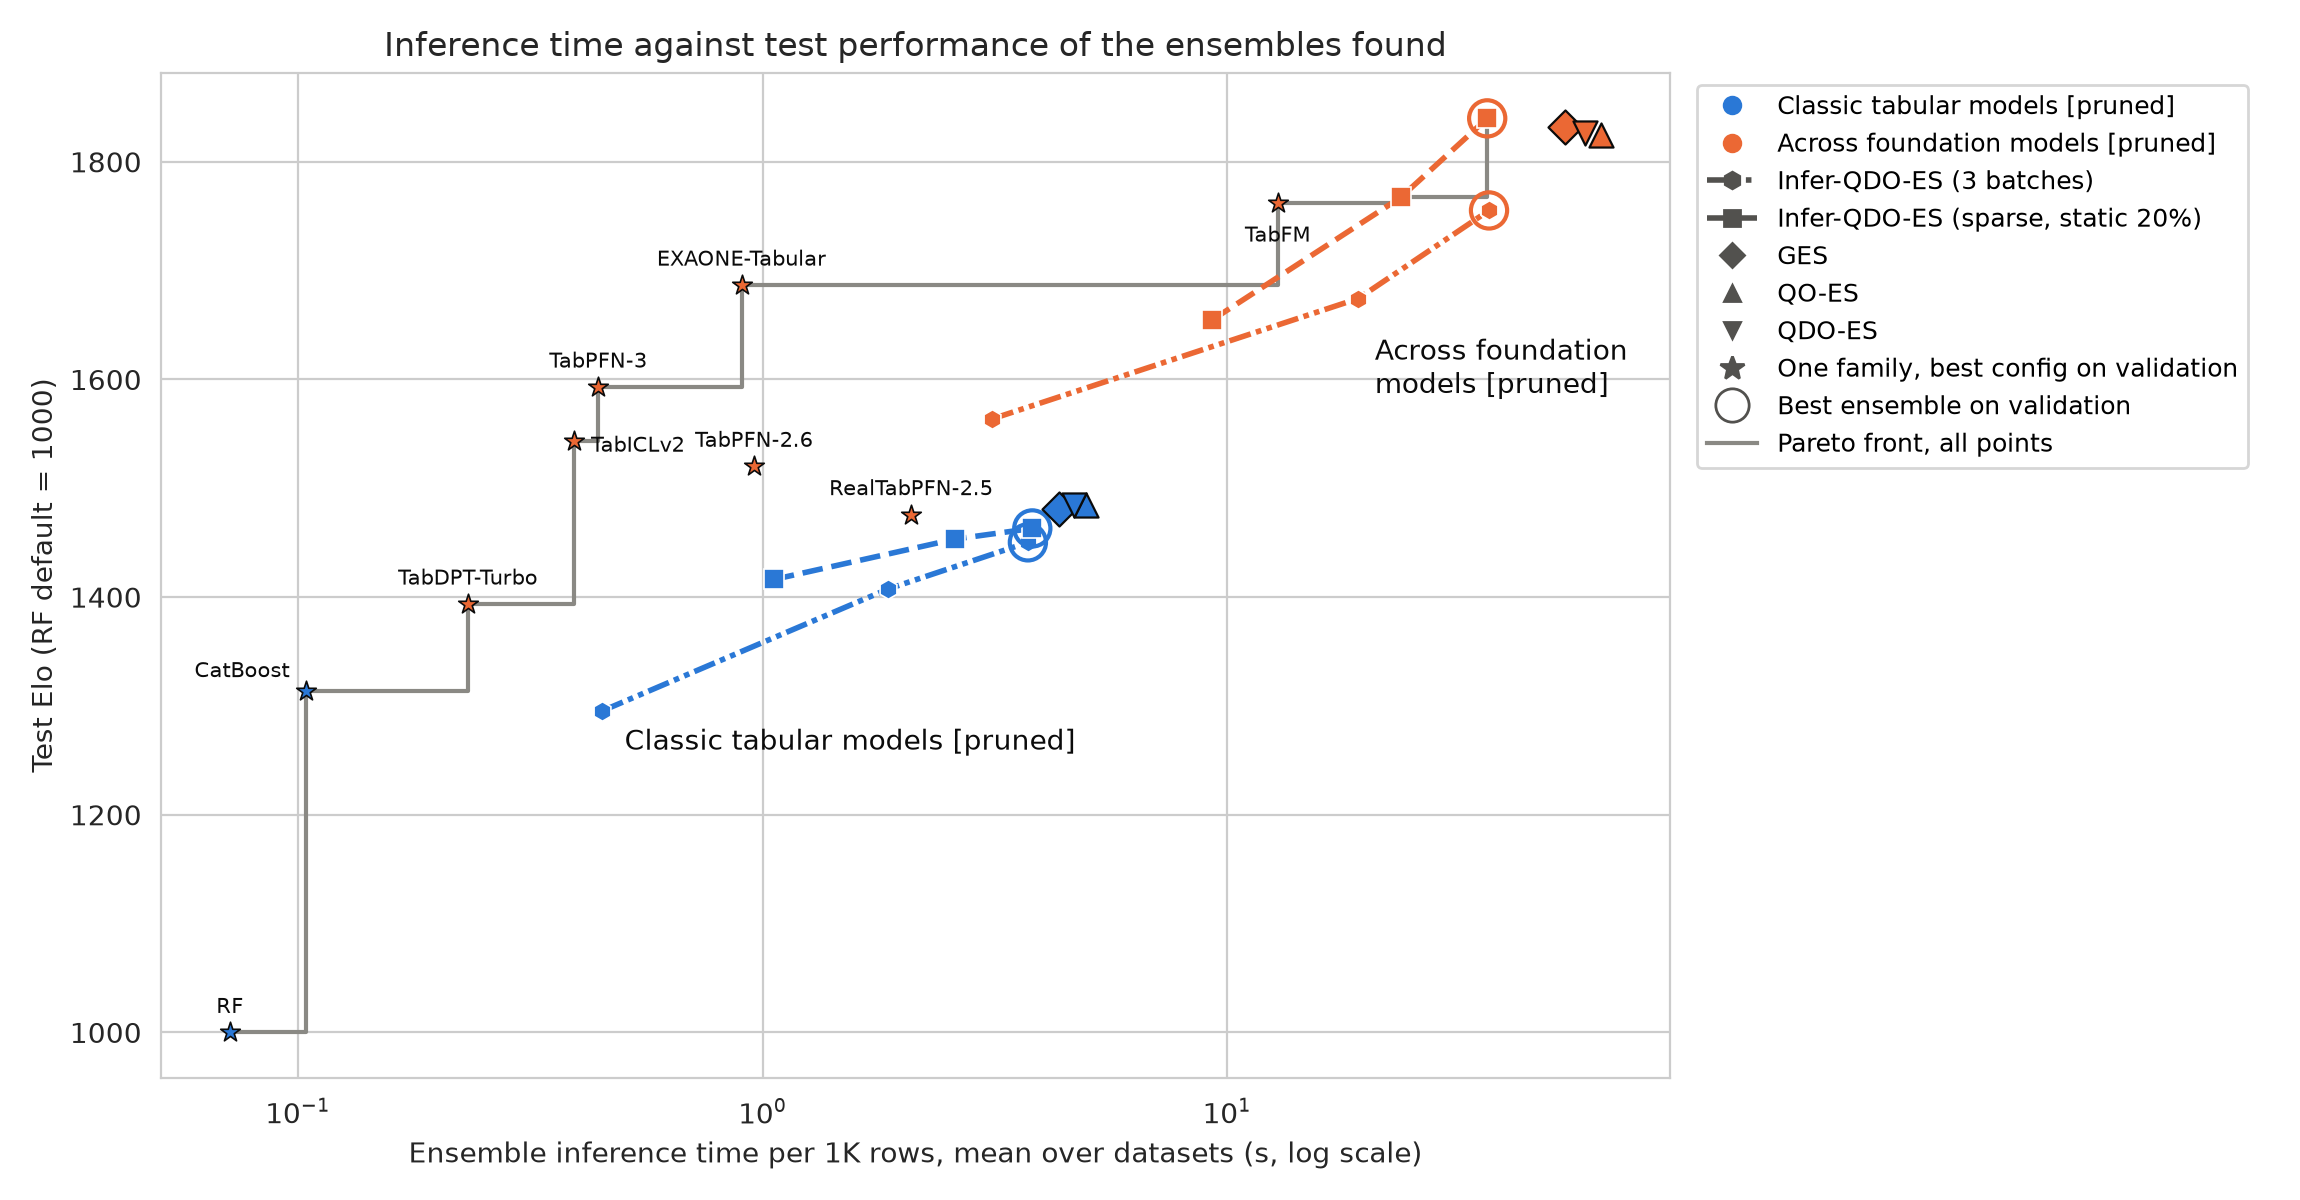 Inference time against test performance of the ensembles found
Test Elo (RF default = 1000)
1800
1600
1400
1200
1000
10⁻¹
10⁰
10¹
Ensemble inference time per 1K rows, mean over datasets (s, log scale)
TabFM
EXAONE-Tabular
TabPFN-3
Across foundation
models [pruned]
TabICLv2
TabPFN-2.6
RealTabPFN-2.5
TabDPT-Turbo
CatBoost
Classic tabular models [pruned]
RF
Classic tabular models [pruned]
Across foundation models [pruned]
Infer-QDO-ES (3 batches)
Infer-QDO-ES (sparse, static 20%)
GES
QO-ES
QDO-ES
One family, best config on validation
Best ensemble on validation
Pareto front, all points